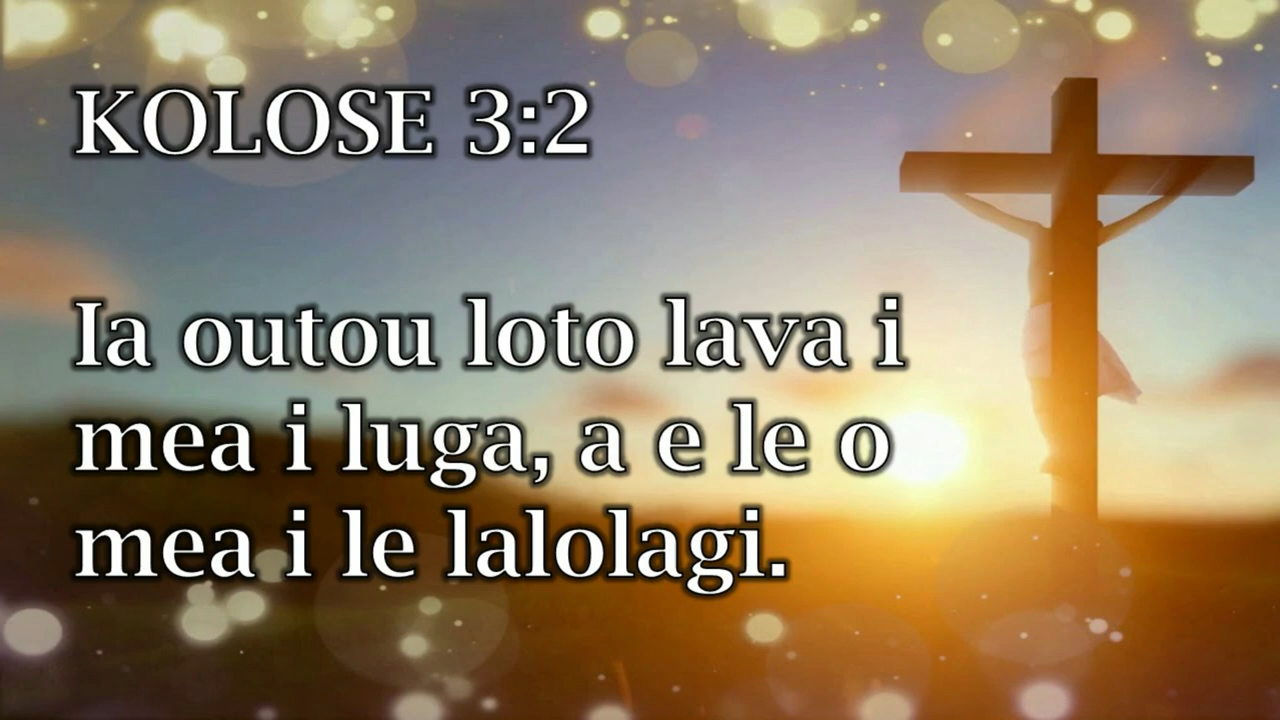 KOLOSE 3:2
Ia outou loto lava i
mea i luga, a e le o
mea i le lalolagi.